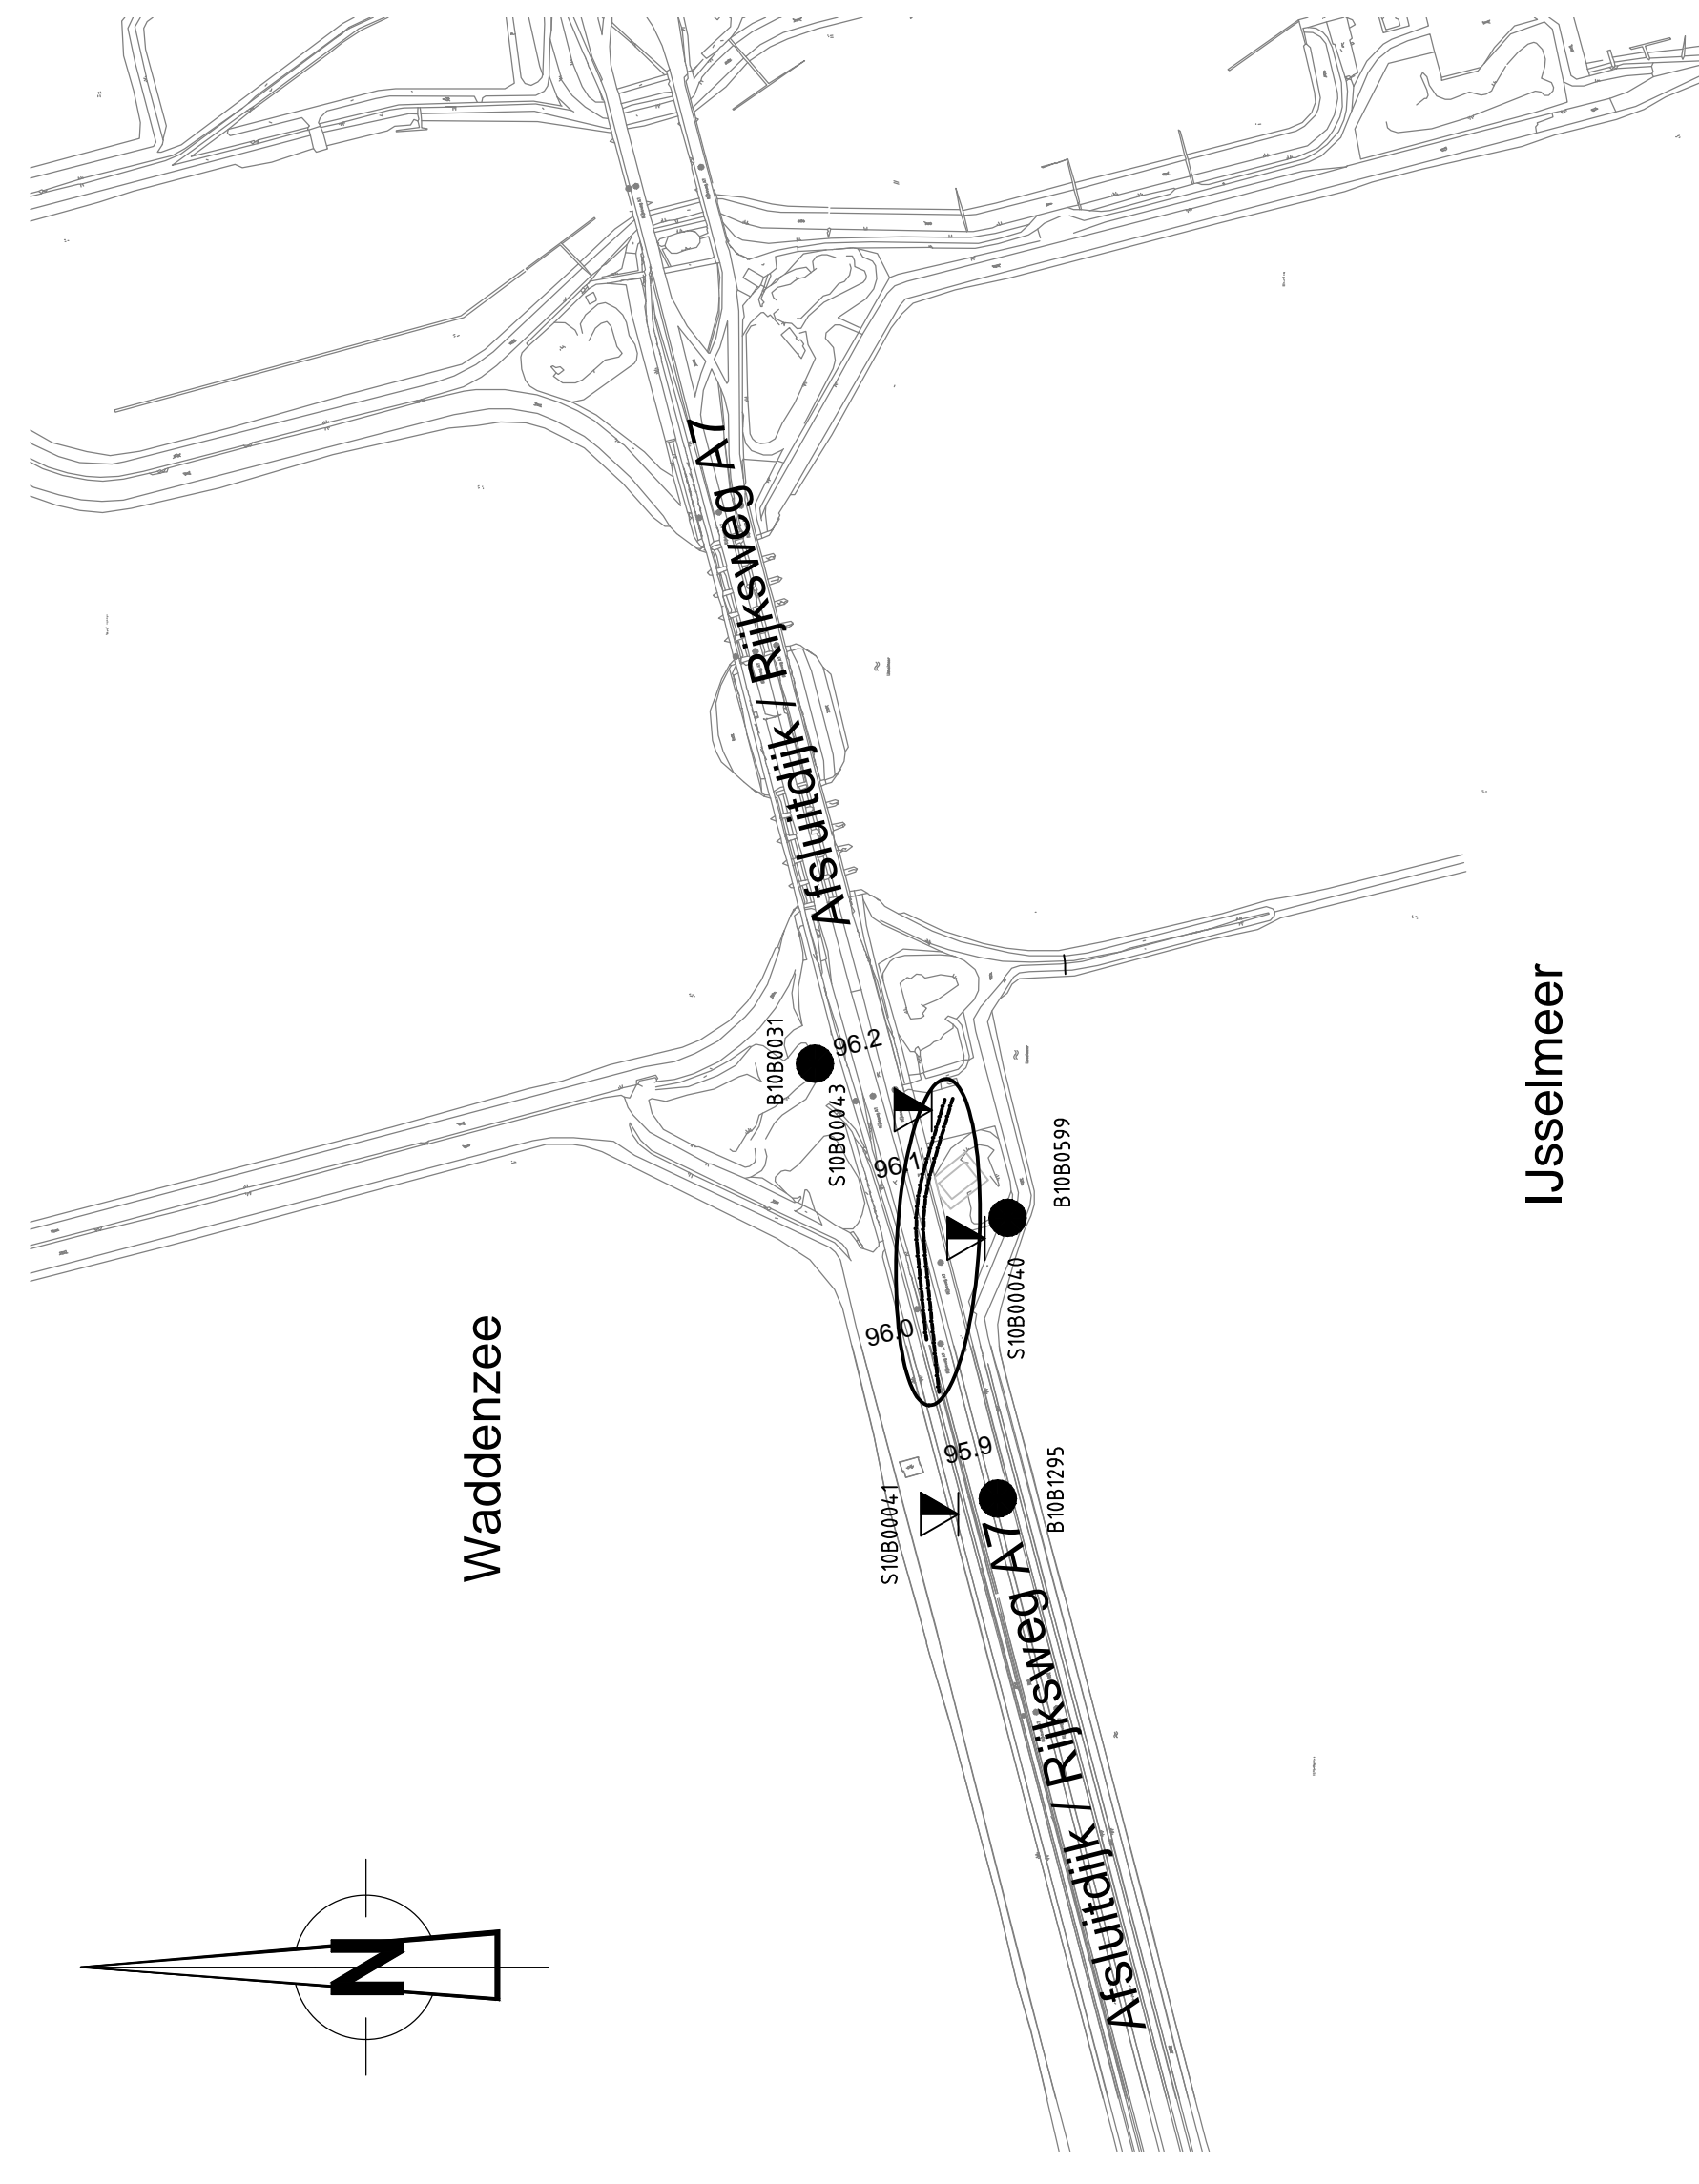 Afsluitdijk / Rijksweg A7
IJsselmeer
B10B0031
96.2
S10B00043
96.1
B10B0599
S10B00040
96.0
Waddenzee
95.9
B10B1295
S10B00041
Afsluitdijk / Rijksweg A7
N